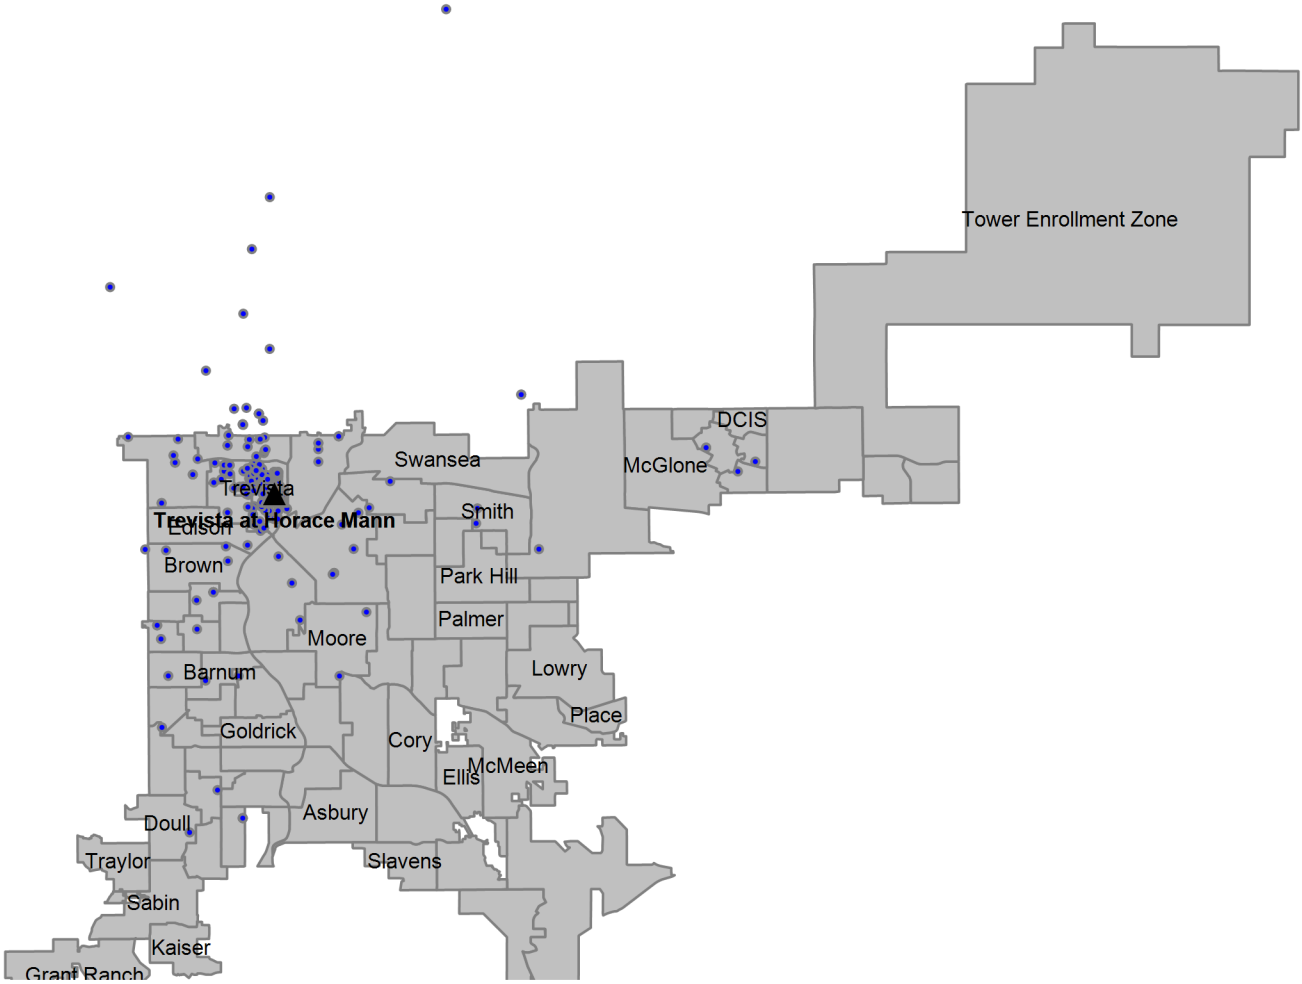 Tower Enrollment Zone
DCIS
Swansea
McGlone
Trevista
Smith
Trevista at Horace Mann
Edison
Brown
Park Hill
Palmer
Moore
Lowry
Barnum
Place
Goldrick
Cory
McMeen
Ellis
Asbury
Doull
Traylor
Slavens
Sabin
Kaiser
Grant Ranch